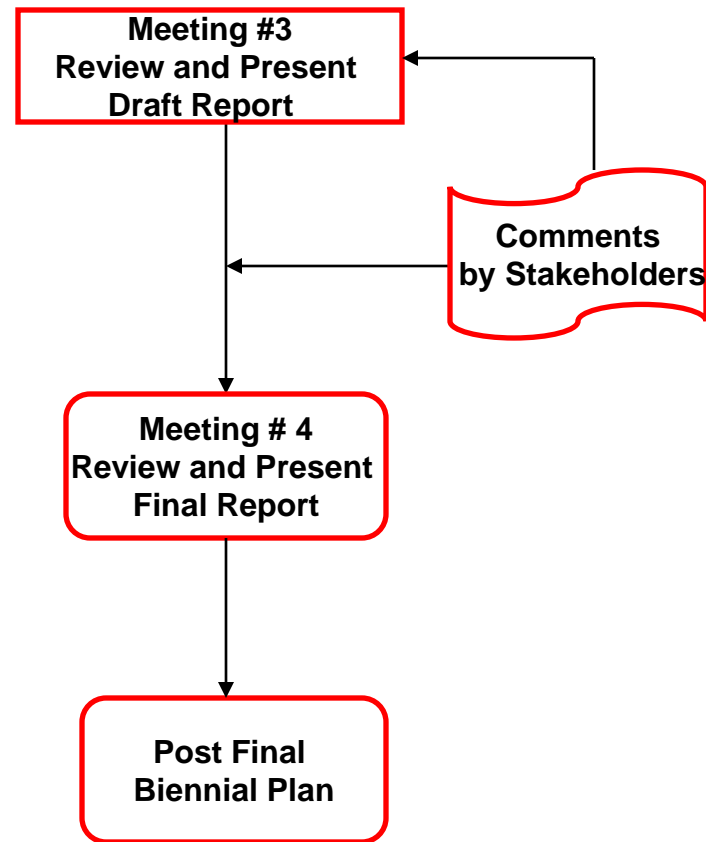 Meeting #3
Review and Present
Draft Report
Comments
by Stakeholders
Meeting # 4
Review and Present
Final Report
Post Final
Biennial Plan